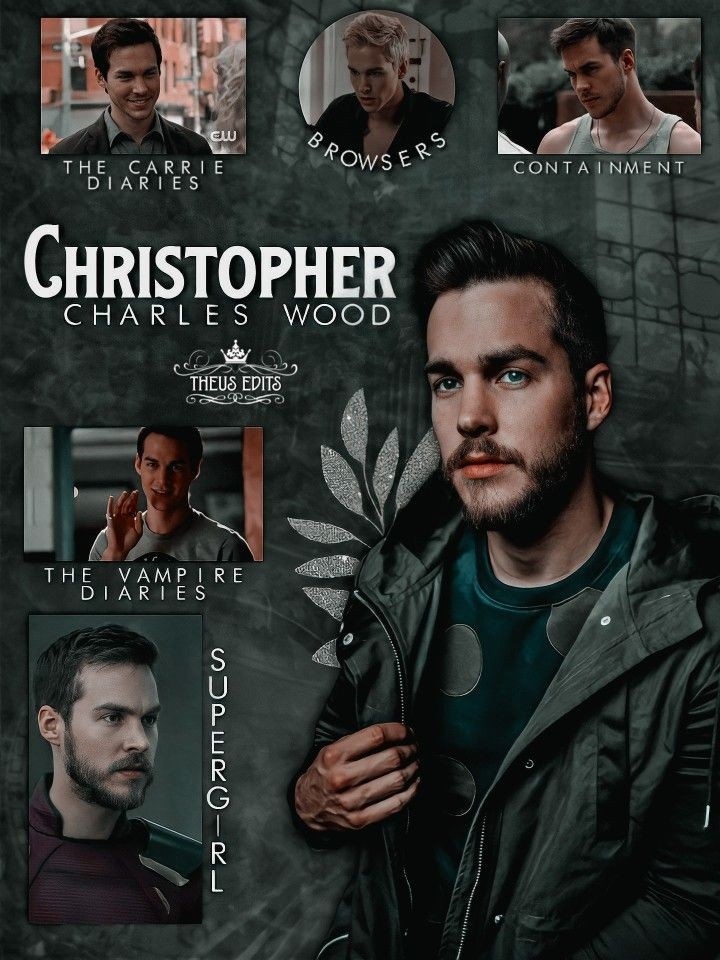 CW
THE CARRIE
DIARIES
BROWSERS
CONTAINMENT
CHRISTOPHER
CHARLES WOOD
THEUS EDITS
THE VAMPIRE
DIARIES
SUPERGIRL